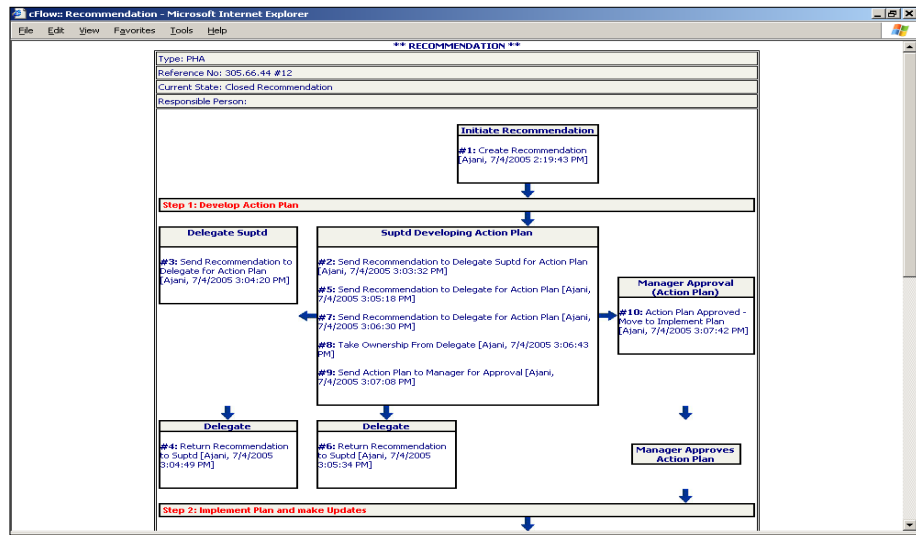 cFlow:: Recommendation - Microsoft Internet Explorer
File Edit View Favorites Tools Help
** RECOMMENDATION **
Type: PHA
Reference No: 305.66.44 #12
Current State: Closed Recommendation
Responsible Person:
Initiate Recommendation
#1: Create Recommendation
[Ajani, 7/4/2005 2:19:43 PM]
Step 1: Develop Action Plan
Delegate Suptd
#3: Send Recommendation to
Delegate for Action Plan
[Ajani, 7/4/2005 3:04:20 PM]
Suptd Developing Action Plan
#2: Send Recommendation to Delegate Suptd for Action Plan
[Ajani, 7/4/2005 3:03:32 PM]
#5: Send Recommendation to Delegate for Action Plan [Ajani,
7/4/2005 3:05:18 PM]
#7: Send Recommendation to Delegate for Action Plan [Ajani,
7/4/2005 3:06:30 PM]
#8: Take Ownership From Delegate [Ajani, 7/4/2005 3:06:43
PM]
#9: Send Action Plan to Manager for Approval [Ajani,
7/4/2005 3:07:08 PM]
Manager Approval
(Action Plan)
#10: Action Plan Approved -
Move to Implement Plan
[Ajani, 7/4/2005 3:07:42 PM]
Delegate
#4: Return Recommendation
to Suptd [Ajani, 7/4/2005
3:04:49 PM]
Delegate
#6: Return Recommendation
to Suptd [Ajani, 7/4/2005
3:05:34 PM]
Manager Approves
Action Plan
Step 2: Implement Plan and make Updates